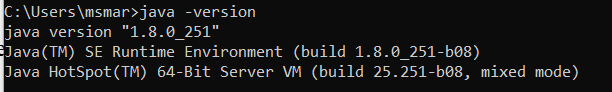 C:\Users\msmar>java -version
java version "1.8.0_251"
Java(TM) SE Runtime Environment (build 1.8.0_251-b08)
Java HotSpot(TM) 64-Bit Server VM (build 25.251-b08, mixed mode)